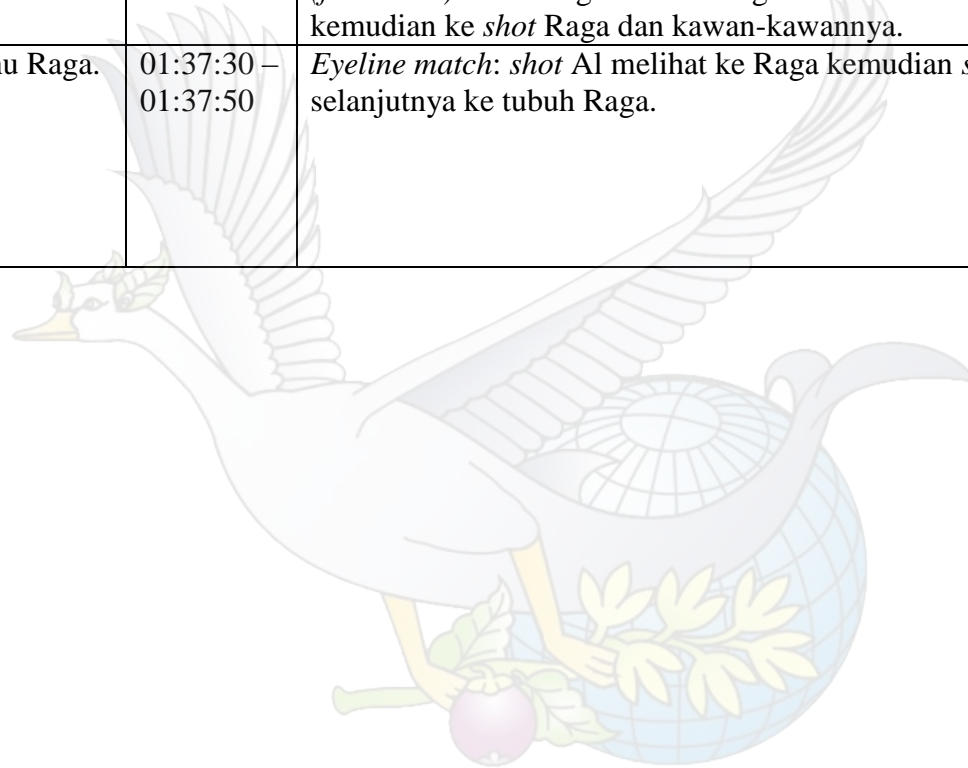 kemudian ke shot Raga dan kawan-kawannya.
Raga. 01:37:30 – Eyeline match: shot Al melihat ke Raga kemudian
01:37:50 selanjutnya ke tubuh Raga.